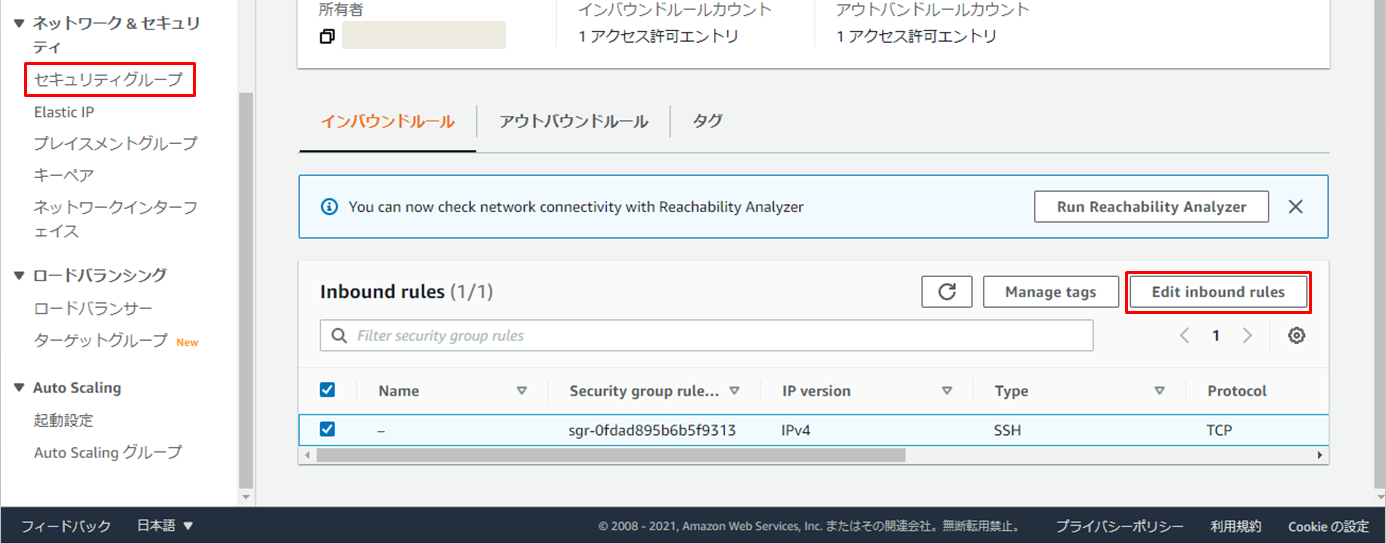 ネットワーク & セキュリ
ティ
セキュリティグループ
Elastic IP
プレイスメントグループ
キーペア
ネットワークインターフ
ェイス
ロードバランシング
ロードバランサー
ターゲットグループ New
Auto Scaling
起動設定
Auto Scaling グループ
所有者
インバウンドルールカウント
1 アクセス許可エントリ
アウトバンドルールカウント
1 アクセス許可エントリ
インバウンドルール
アウトバウンドルール
タグ
You can now check network connectivity with Reachability Analyzer
Run Reachability Analyzer
Inbound rules (1/1)
Manage tags
Edit inbound rules
Filter security group rules
1
Name
Security group rule...
IP version
Type
Protocol
–
sgr-0fdad895b6b5f9313
IPv4
SSH
TCP
フィードバック
日本語
© 2008 - 2021, Amazon Web Services, Inc. またはその関連会社。無断転用禁止。
プライバシーポリシー
利用規約
Cookie の設定